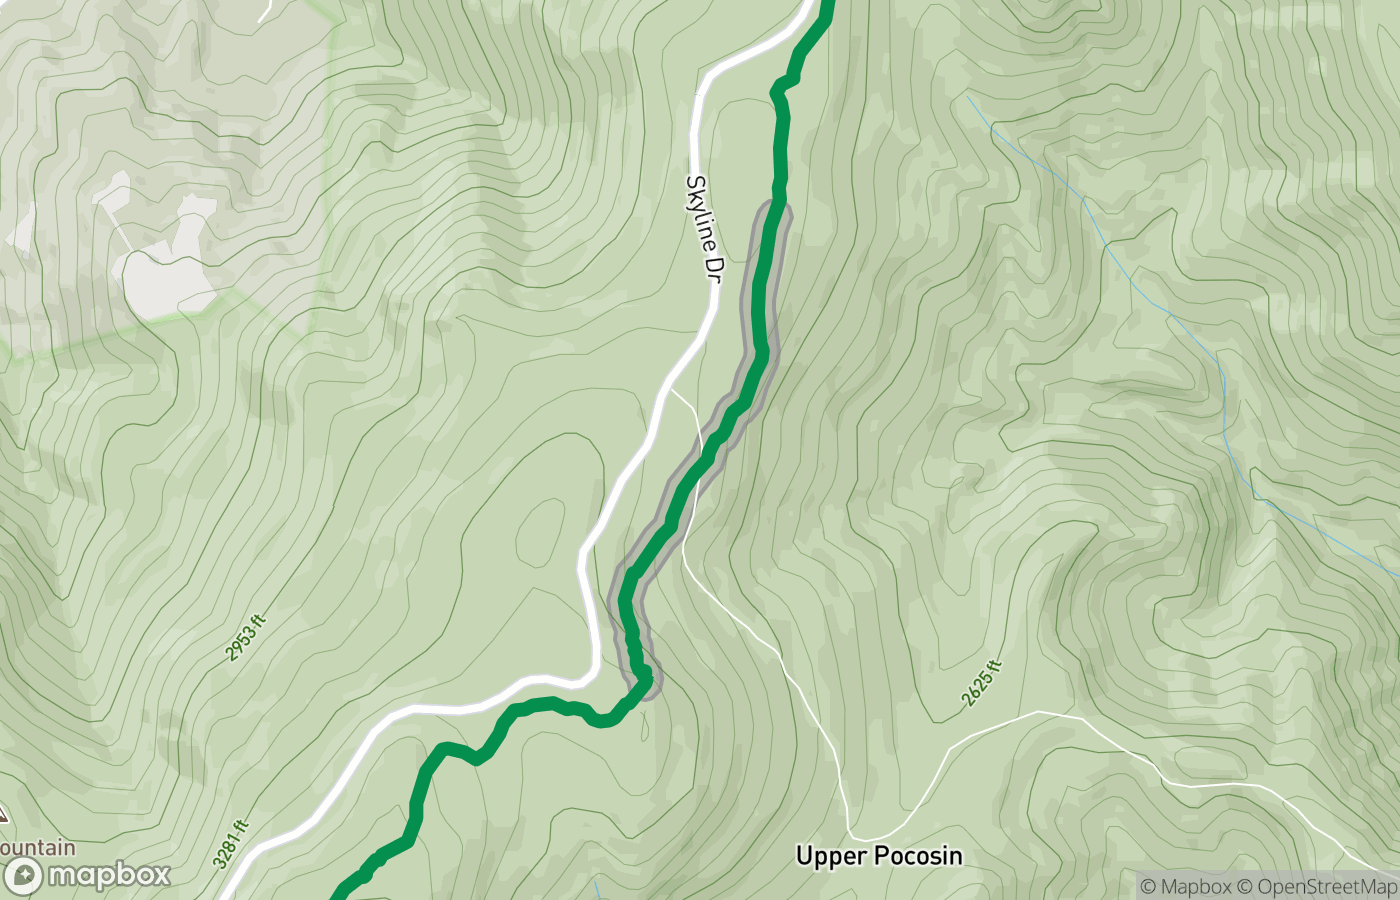 Skyline Dr
2953 ft
2625 ft
3281 ft
ountain
Upper Pocosin
mapbox
© Mapbox © OpenStreetMap